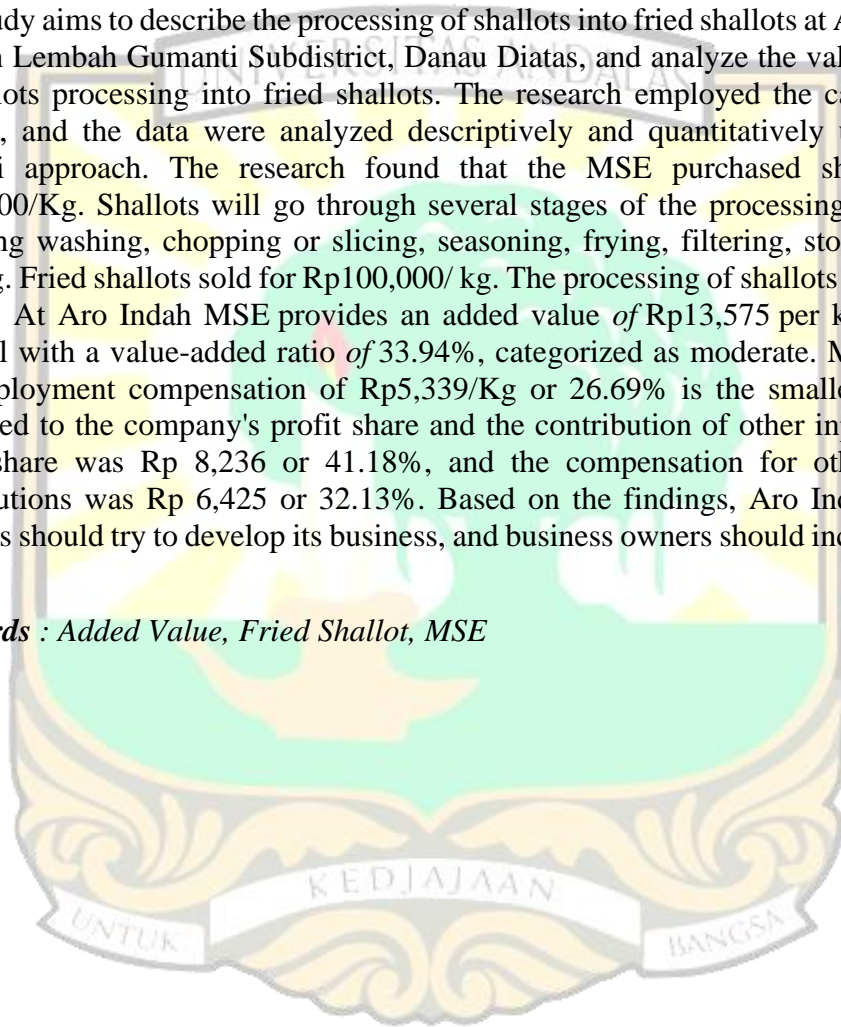 udy aims to describe the processing of shallots into fried shallots at
Lembah Gumanti Subdistrict, Danau Diatas, and analyze the val
lots processing into fried shallots. The research employed the ca
, and the data were analyzed descriptively and quantitatively
i approach. The research found that the MSE purchased sh
00/Kg. Shallots will go through several stages of the processing
ng washing, chopping or slicing, seasoning, frying, filtering, sto
g. Fried shallots sold for Rp100,000/ kg. The processing of shallots
. At Aro Indah MSE provides an added value of Rp13,575 per k
l with a value-added ratio of 33.94%, categorized as moderate. M
ployment compensation of Rp5,339/Kg or 26.69% is the smalle
ed to the company's profit share and the contribution of other in
share was Rp 8,236 or 41.18%, and the compensation for oth
utions was Rp 6,425 or 32.13%. Based on the findings, Aro Ind
s should try to develop its business, and business owners should inc
rds : Added Value, Fried Shallot, MSE
UNIVERSITAS ANDALAS
KEDJAJAAN
UNTUK BANGSA